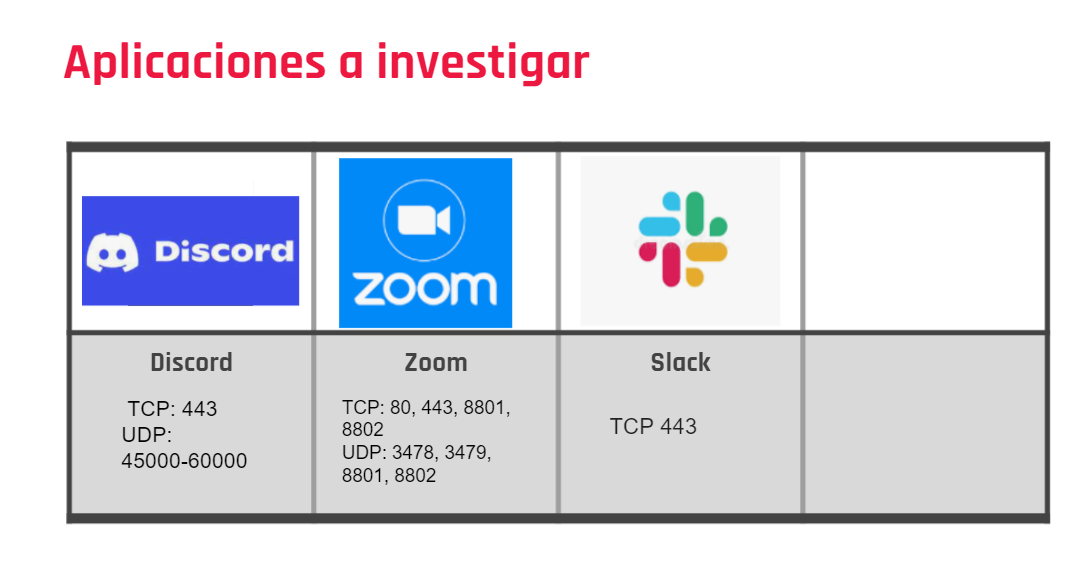 Aplicaciones a investigar
Discord
zoom
Discord
TCP: 443
UDP:
45000-60000
Zoom
TCP: 80, 443, 8801,
8802
UDP: 3478, 3479,
8801, 8802
Slack
TCP 443